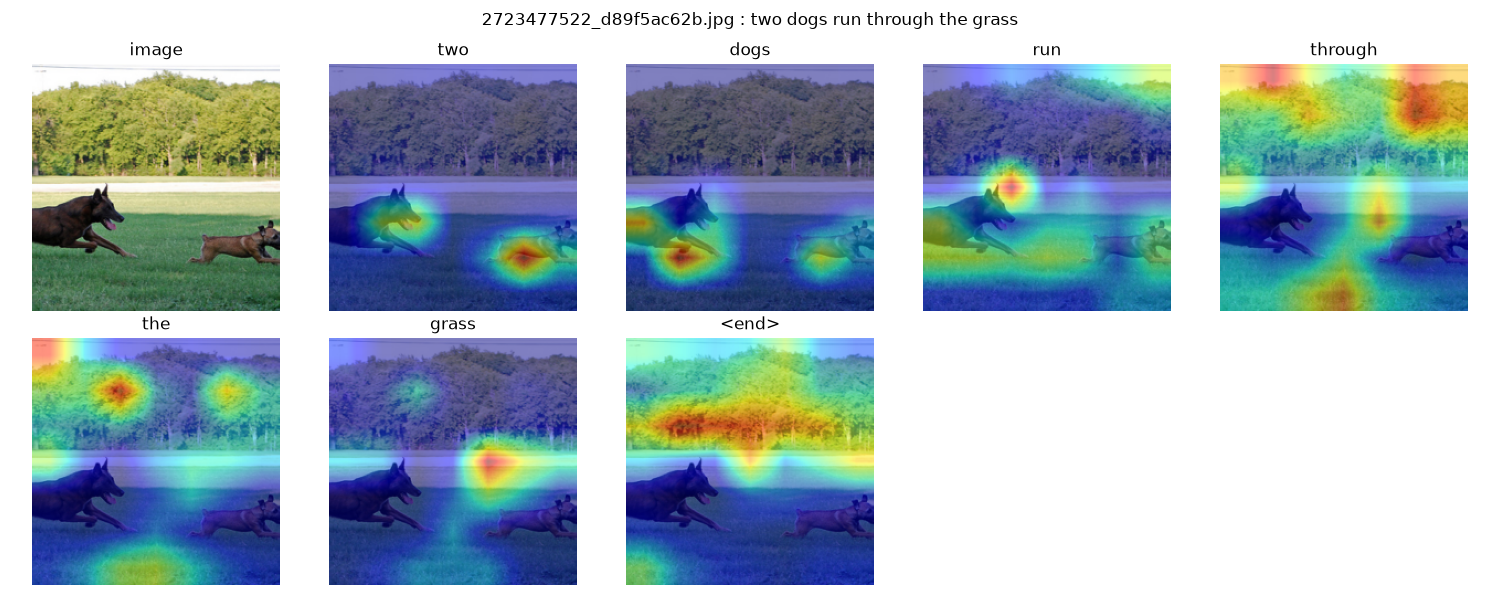 2723477522_d89f5ac62b.jpg : two dogs run through the grass
image two dogs run through
the grass <end>